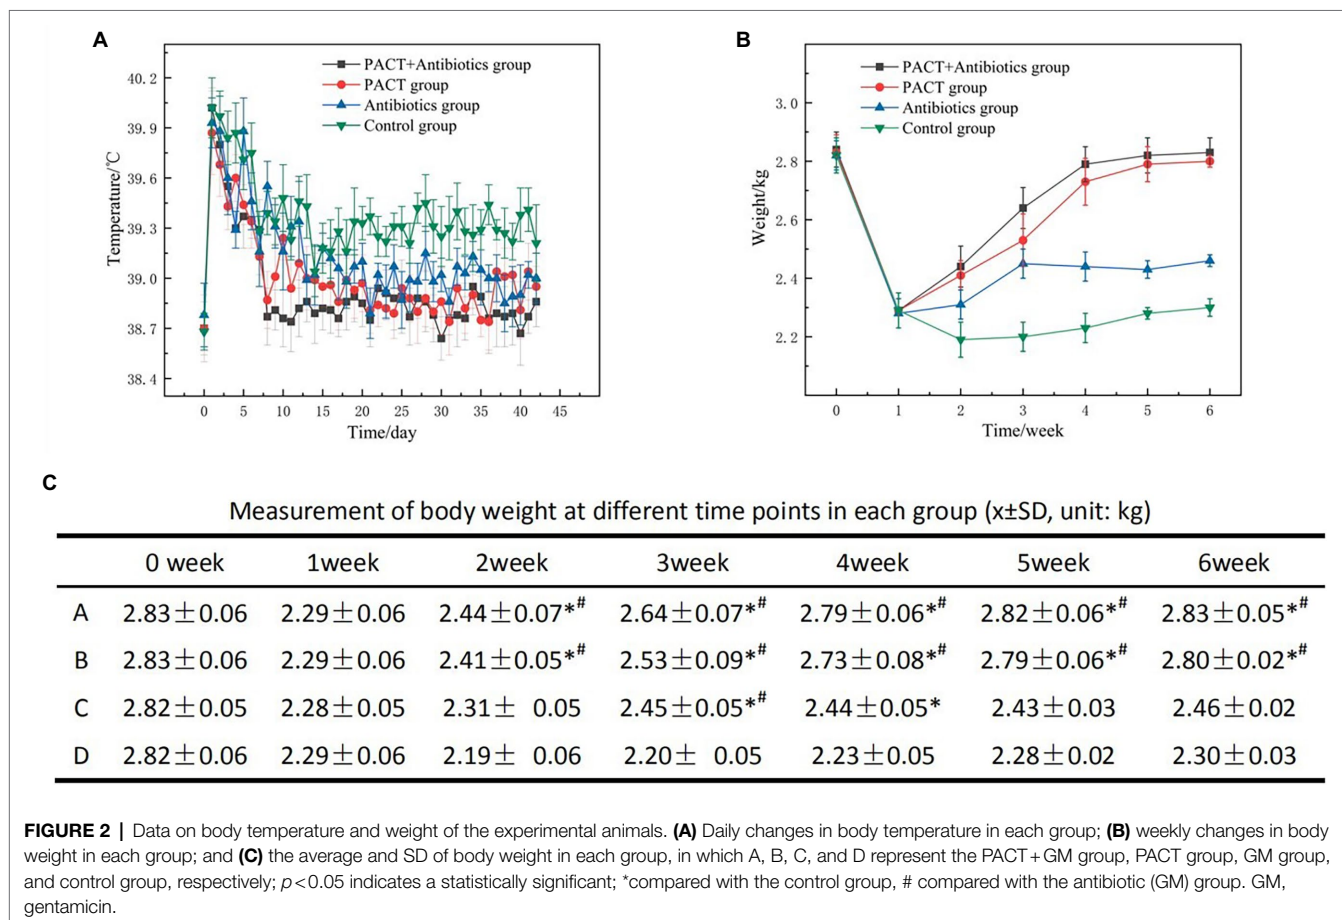 A
PACT+Antibiotics group
PACT group
Antibiotics group
Control group
40.2
39.9
39.6
39.3
39.0
38.7
38.4
Temperature/℃
0 5 10 15 20 25 30 35 40 45
Time/day
B
PACT+Antibiotics group
PACT group
Antibiotics group
Control group
3.0
2.8
2.6
2.4
2.2
Weight/kg
0 1 2 3 4 5 6
Time/week
C
Measurement of body weight at different time points in each group (x±SD, unit: kg)
0 week 1week 2week 3week 4week 5week 6week
A 2.83±0.06 2.29±0.06 2.44±0.07*# 2.64±0.07*# 2.79±0.06*# 2.82±0.06*# 2.83±0.05*#
B 2.83±0.06 2.29±0.06 2.41±0.05*# 2.53±0.09*# 2.73±0.08*# 2.79±0.06*# 2.80±0.02*#
C 2.82±0.05 2.28±0.05 2.31± 0.05 2.45±0.05*# 2.44±0.05* 2.43±0.03 2.46±0.02
D 2.82±0.06 2.29±0.06 2.19± 0.06 2.20± 0.05 2.23±0.05 2.28±0.02 2.30±0.03
FIGURE 2 | Data on body temperature and weight of the experimental animals. (A) Daily changes in body temperature in each group; (B) weekly changes in body
weight in each group; and (C) the average and SD of body weight in each group, in which A, B, C, and D represent the PACT+GM group, PACT group, GM group,
and control group, respectively; p<0.05 indicates a statistically significant; *compared with the control group, # compared with the antibiotic (GM) group. GM,
gentamicin.